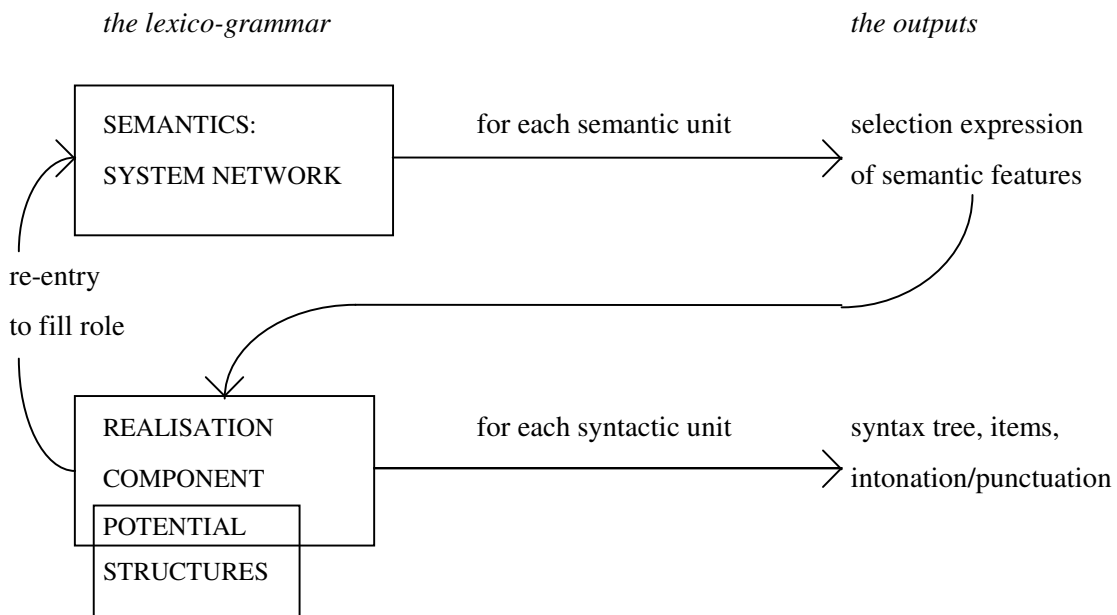 the lexico-grammar
the outputs
SEMANTICS:
SYSTEM NETWORK
for each semantic unit
selection expression
of semantic features
re-entry
to fill role
REALISATION
COMPONENT
POTENTIAL
STRUCTURES
for each syntactic unit
syntax tree, items,
intonation/punctuation